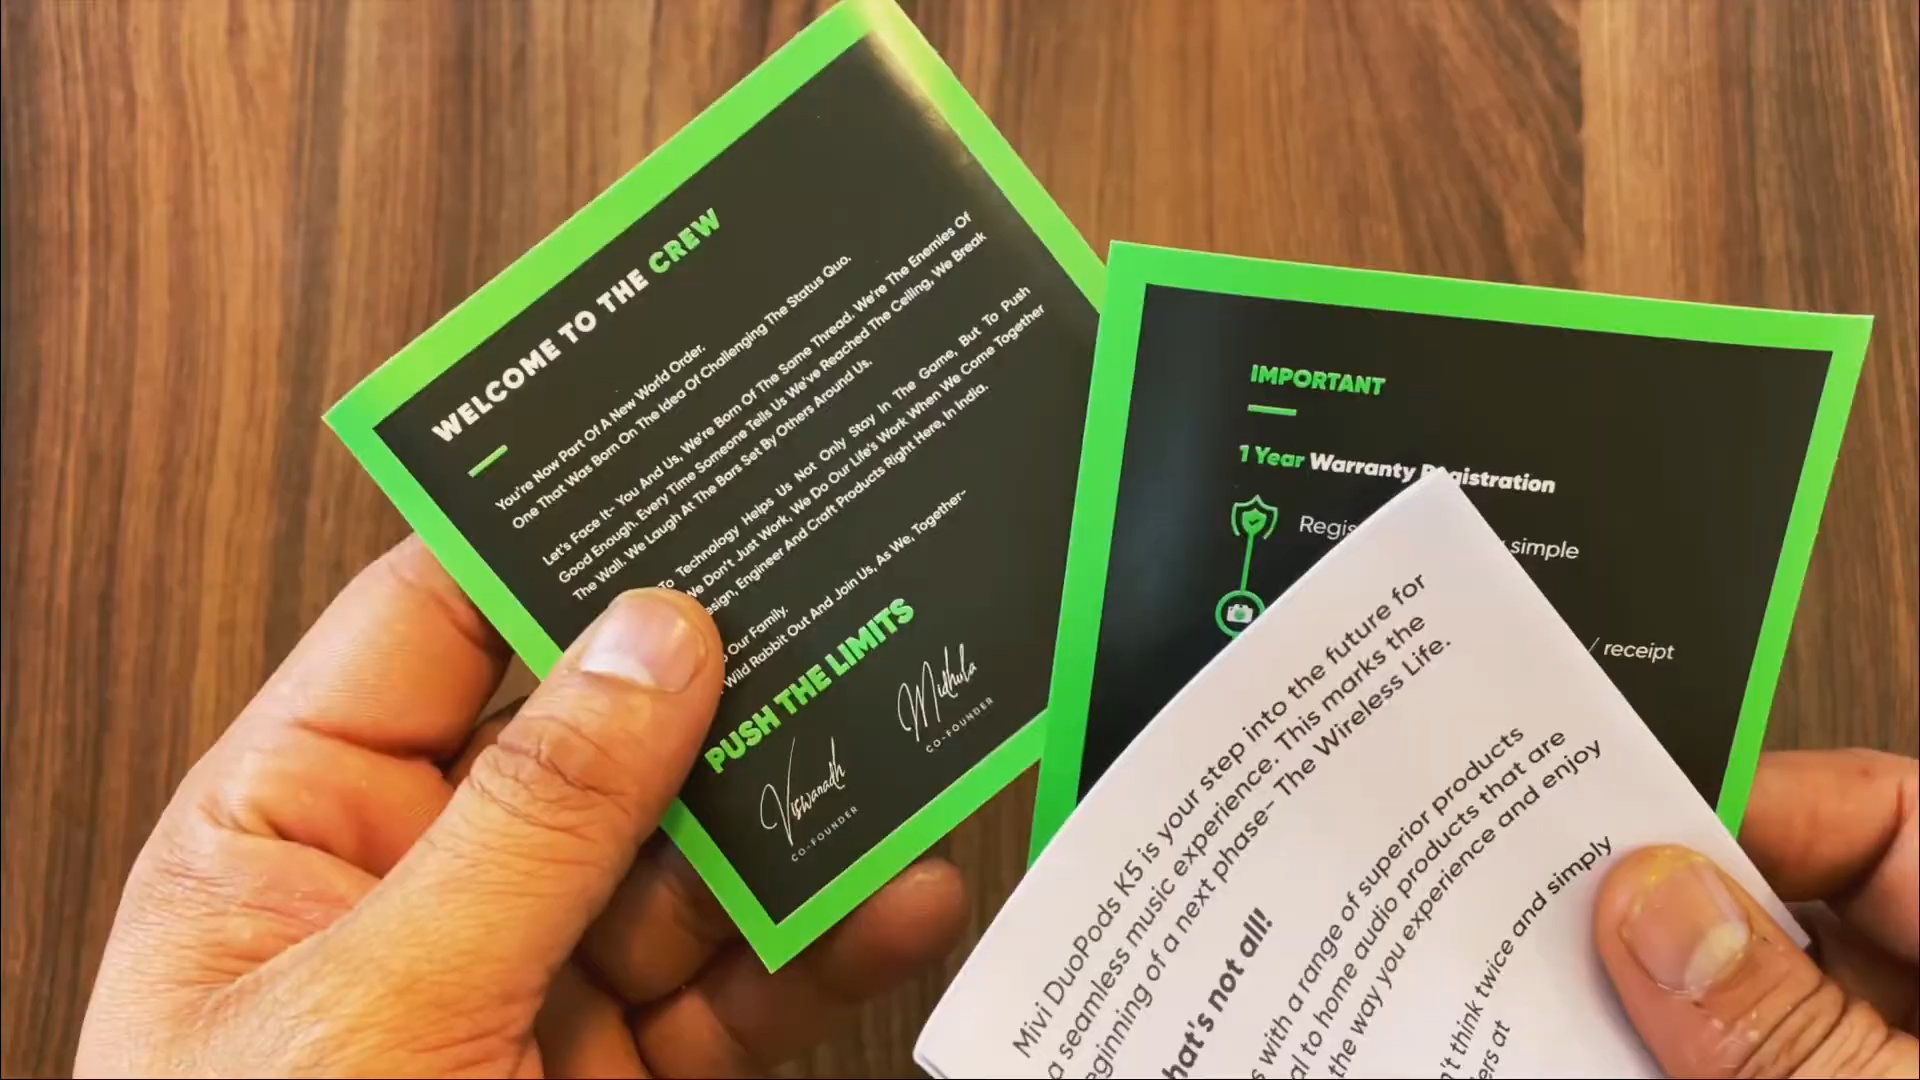 WELCOME TO THE CREW
You're Now Part Of A New World Order.
One That Was Born On The Idea Of Challenging The Status Quo.
Let's Face It- You And Us, We're Born Of The Same Thread. We're The Enemies Of
Good Enough. Every Time Someone Tells Us We've Reached The Ceiling, We Break
The Wall. We Laugh At The Bars Set By Others Around Us.
To Technology Helps Us Not Only Stay In The Game, But To Push
We Don't Just Work, We Do Our Life's Work When We Come Together
esign, Engineer And Craft Products Right Here, In India.
Our Family.
Wild Rabbit Out And Join Us, As We, Together-
PUSH THE LIMITS
Viswanadh
CO-FOUNDER
Midhula
CO-FOUNDER
IMPORTANT
1 Year Warranty Registration
Regis simple
/ receipt
Mivi DuoPods K5 is your step into the future for
a seamless music experience. This marks the
eginning of a next phase- The Wireless Life.
hat's not all!
s with a range of superior products
al to home audio products that are
the way you experience and enjoy
n't think twice and simply
ers at